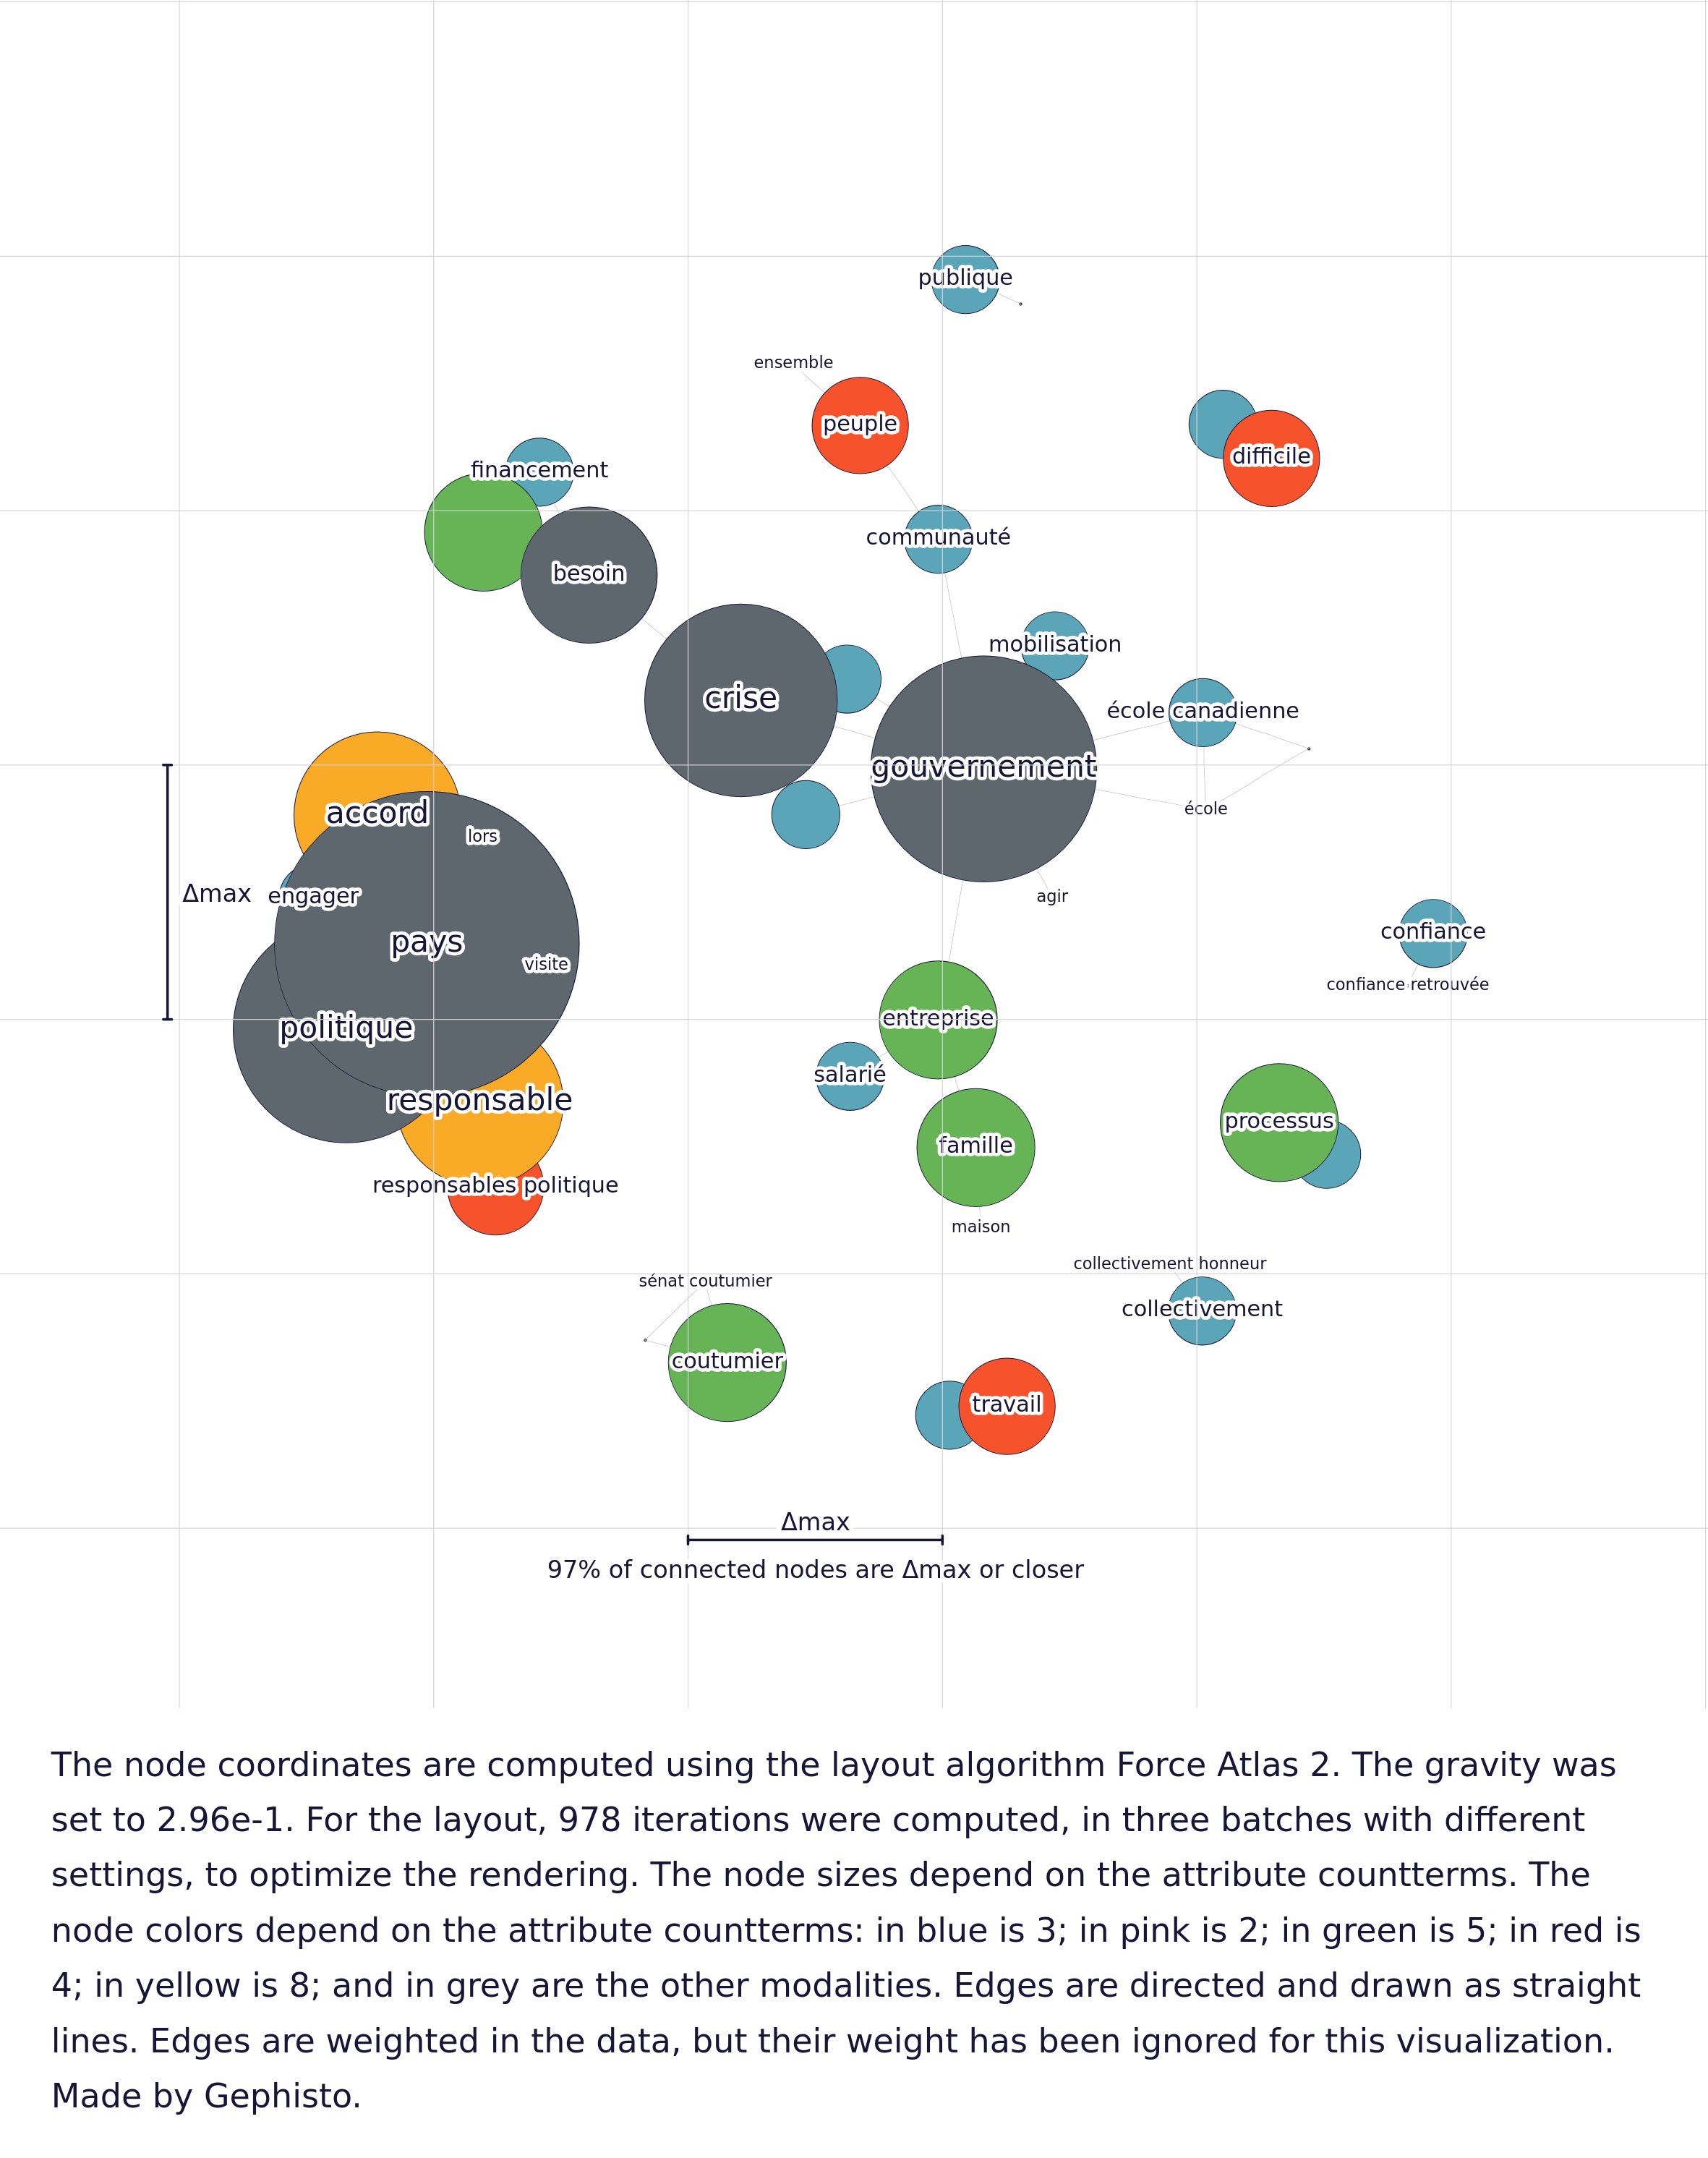 publique
ensemble
peuple
difficile
financement
communauté
besoin
mobilisation
crise
école canadienne
gouvernement
école
accord
lors
engager
Δmax
agir
confiance
pays
visite
confiance retrouvée
entreprise
politique
salarié
responsable
processus
famille
responsables politique
maison
collectivement honneur
sénat coutumier
collectivement
coutumier
travail
Δmax
97% of connected nodes are Δmax or closer
The node coordinates are computed using the layout algorithm Force Atlas 2. The gravity was
set to 2.96e-1. For the layout, 978 iterations were computed, in three batches with different
settings, to optimize the rendering. The node sizes depend on the attribute countterms. The
node colors depend on the attribute countterms: in blue is 3; in pink is 2; in green is 5; in red is
4; in yellow is 8; and in grey are the other modalities. Edges are directed and drawn as straight
lines. Edges are weighted in the data, but their weight has been ignored for this visualization.
Made by Gephisto.